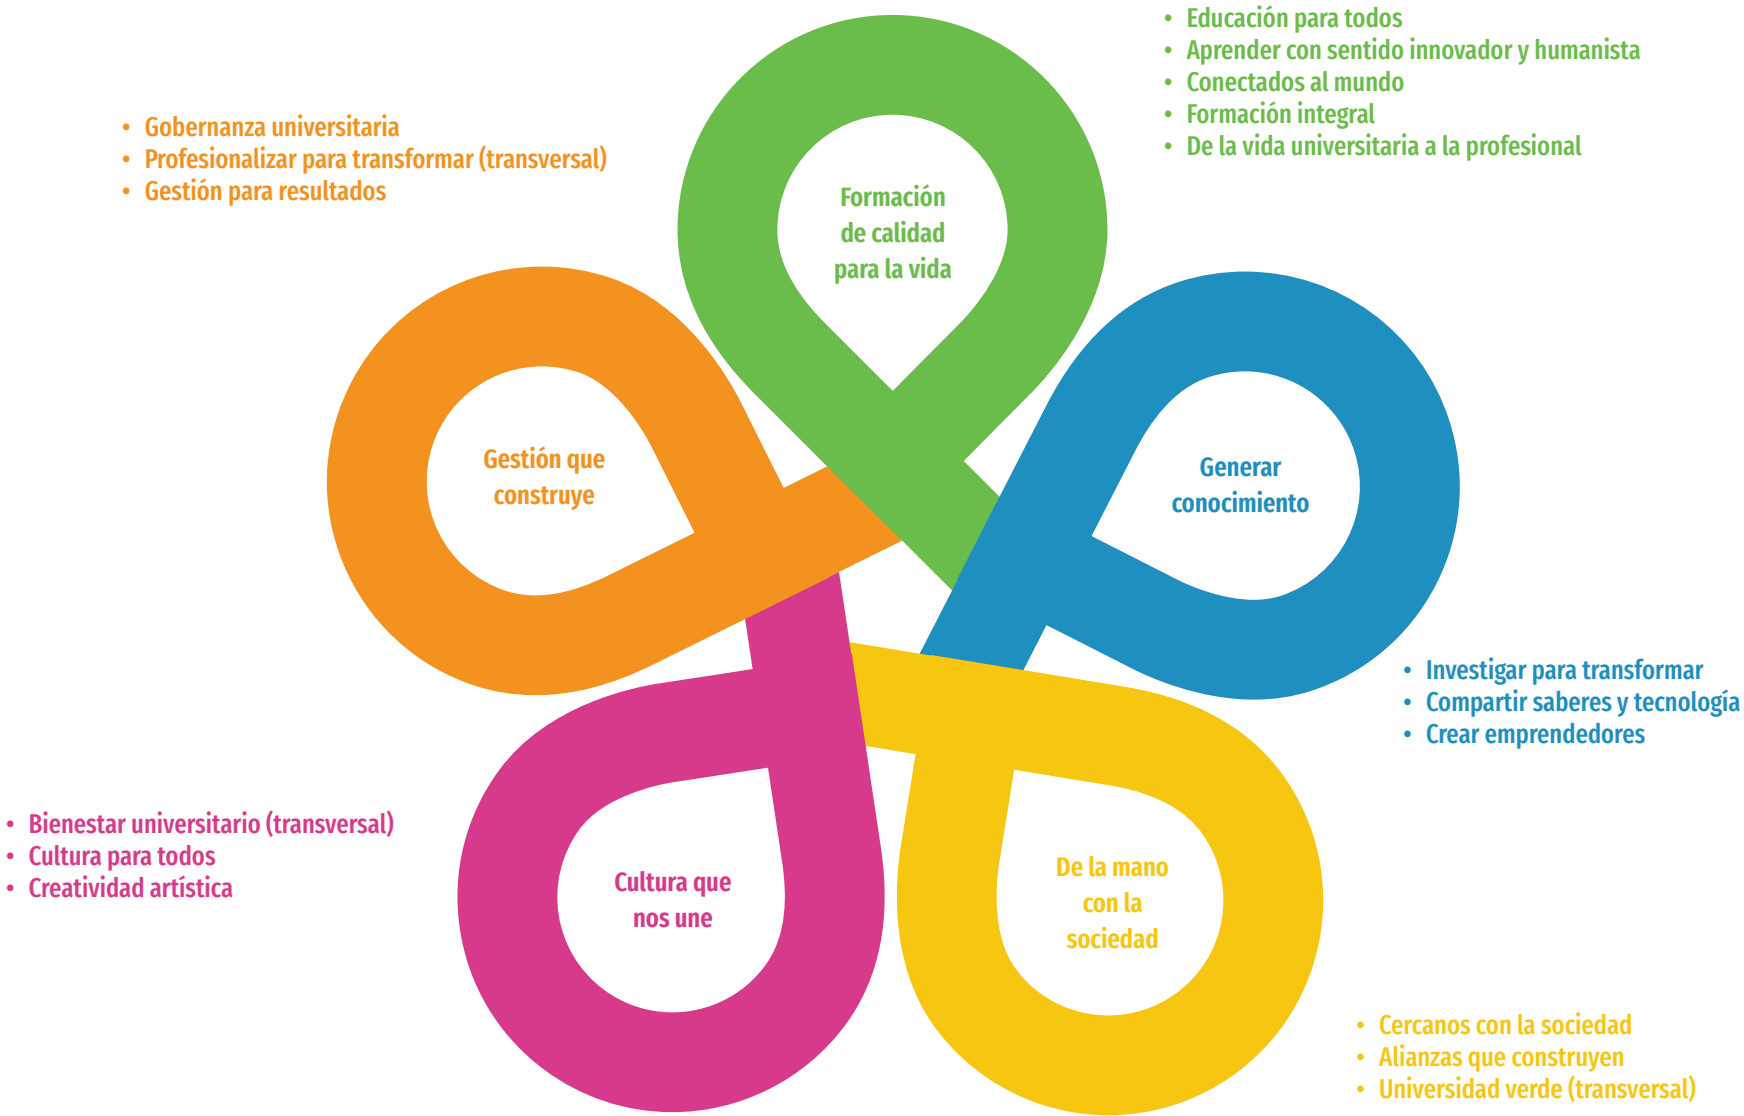 • Educación para todos
• Aprender con sentido innovador y humanista
• Conectados al mundo
• Formación integral
• De la vida universitaria a la profesional
• Gobernanza universitaria
• Profesionalizar para transformar (transversal)
• Gestión para resultados
Formación
de calidad
para la vida
Gestión que
construye
Generar
conocimiento
• Investigar para transformar
• Compartir saberes y tecnología
• Crear emprendedores
• Bienestar universitario (transversal)
• Cultura para todos
• Creatividad artística
Cultura que
nos une
De la mano
con la
sociedad
• Cercanos con la sociedad
• Alianzas que construyen
• Universidad verde (transversal)